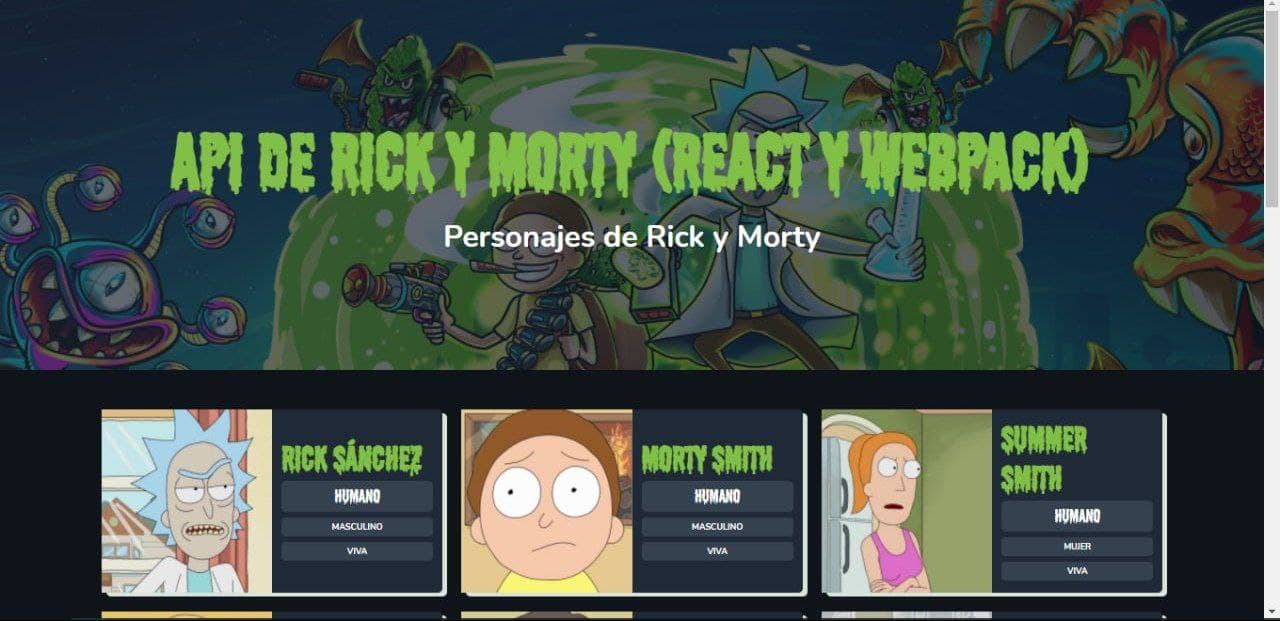 API DE RICK Y MORTY (REACT Y WEBPACK)
Personajes de Rick y Morty
RICK SÁNCHEZ
HUMANO
MASCULINO
VIVA
MORTY SMITH
HUMANO
MASCULINO
VIVA
SUMMER
SMITH
HUMANO
MUJER
VIVA